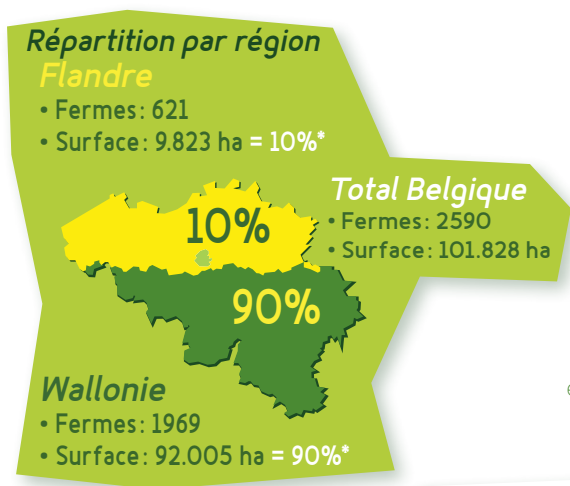 Répartition par région
Flandre
• Fermes: 621
• Surface: 9.823 ha = 10%*
Total Belgique
• Fermes: 2590
• Surface: 101.828 ha
10%
90%
Wallonie
• Fermes: 1969
• Surface: 92.005 ha = 90%*